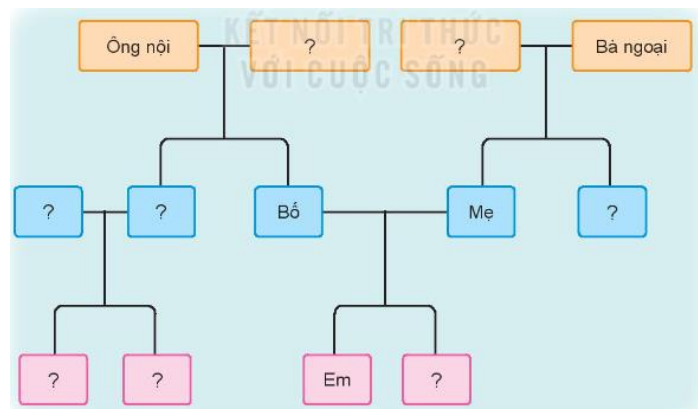 KẾT NỐI TRI THỨC
VỚI CUỘC SỐNG
Ông nội ? ? Bà ngoại
? ? Bố Mẹ ?
? ? Em ?